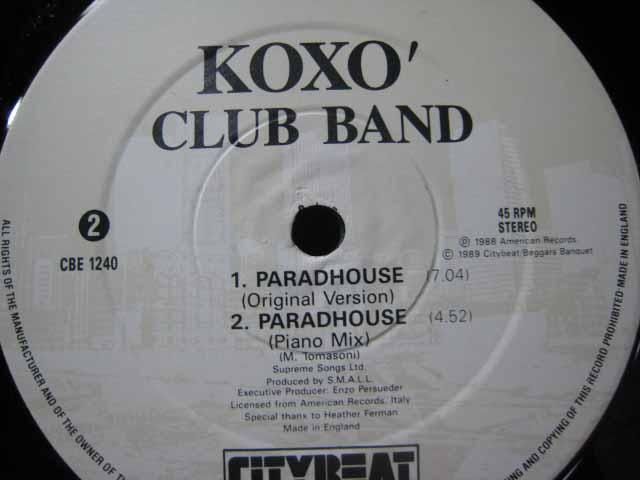 KOXO'
CLUB BAND
2
CBE 1240
45 RPM
STEREO
℗ 1988 American Records.
© 1989 Citybeat/Beggars Banquet
1. PARADHOUSE (7.04)
(Original Version)
2. PARADHOUSE (4.52)
(Piano Mix)
(M. Tomasoni)
Supreme Songs Ltd.
Produced by S.M.A.L.L.
Executive Producer: Enzo Persueder
Licensed from American Records. Italy
Special thanx to Heather Ferman
Made in England
CITYBEAT
ALL RIGHTS OF THE MANUFACTURER AND OF THE OWNER OF
ING AND COPYING OF THIS RECORD PROHIBITED·MADE IN ENGLAND